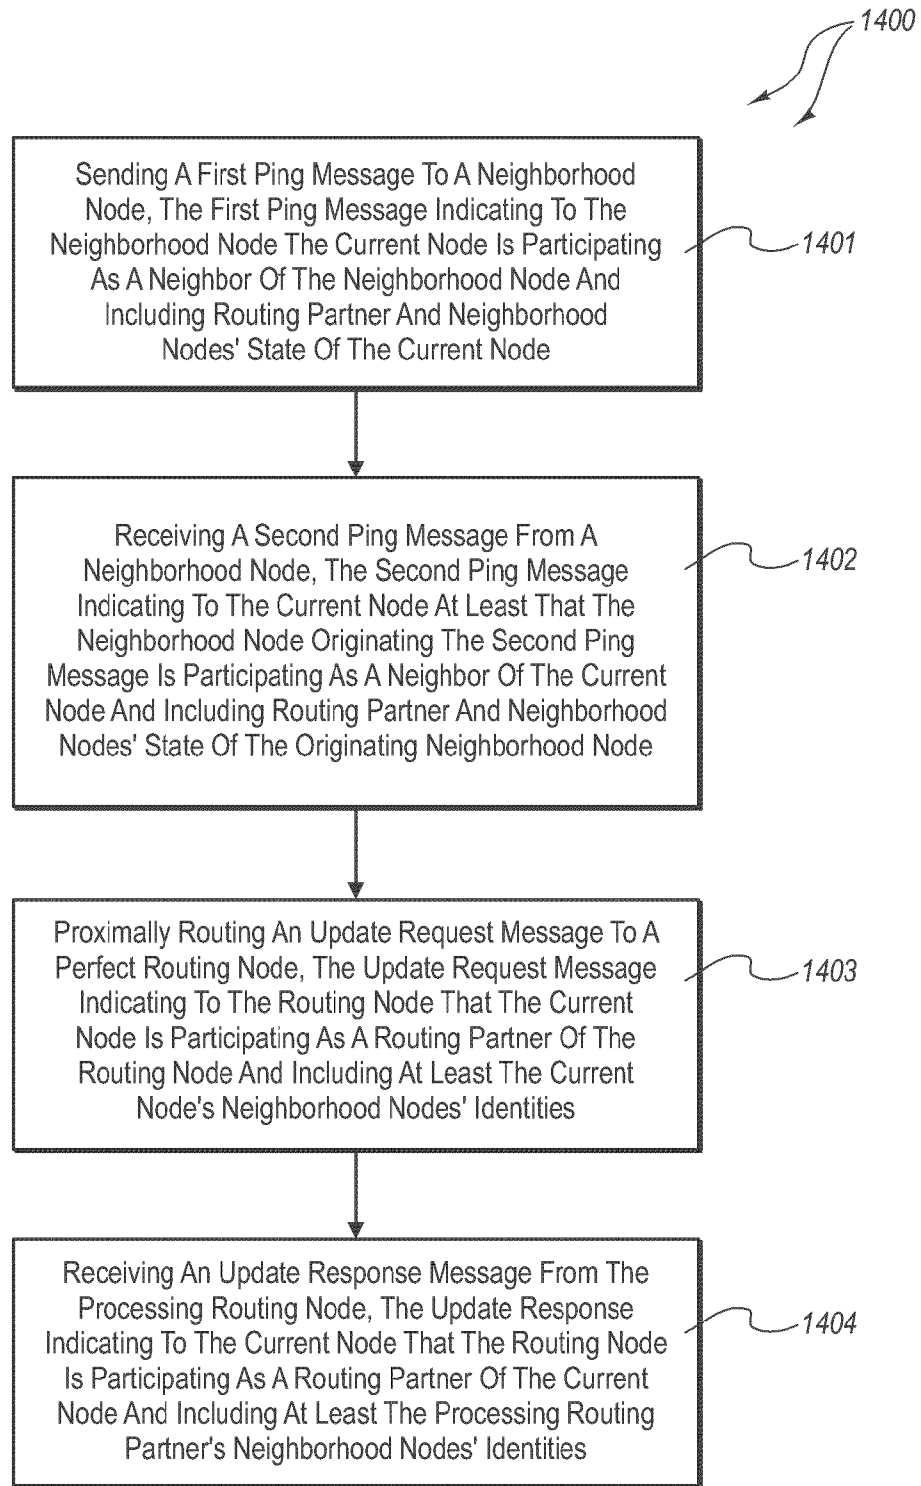 1400
Sending A First Ping Message To A Neighborhood
Node, The First Ping Message Indicating To The
Neighborhood Node The Current Node Is Participating
As A Neighbor Of The Neighborhood Node And
Including Routing Partner And Neighborhood
Nodes' State Of The Current Node
1401
Receiving A Second Ping Message From A
Neighborhood Node, The Second Ping Message
Indicating To The Current Node At Least That The
Neighborhood Node Originating The Second Ping
Message Is Participating As A Neighbor Of The Current
Node And Including Routing Partner And Neighborhood
Nodes' State Of The Originating Neighborhood Node
1402
Proximally Routing An Update Request Message To A
Perfect Routing Node, The Update Request Message
Indicating To The Routing Node That The Current
Node Is Participating As A Routing Partner Of The
Routing Node And Including At Least The Current
Node's Neighborhood Nodes' Identities
1403
Receiving An Update Response Message From The
Processing Routing Node, The Update Response
Indicating To The Current Node That The Routing Node
Is Participating As A Routing Partner Of The Current
Node And Including At Least The Processing Routing
Partner's Neighborhood Nodes' Identities
1404